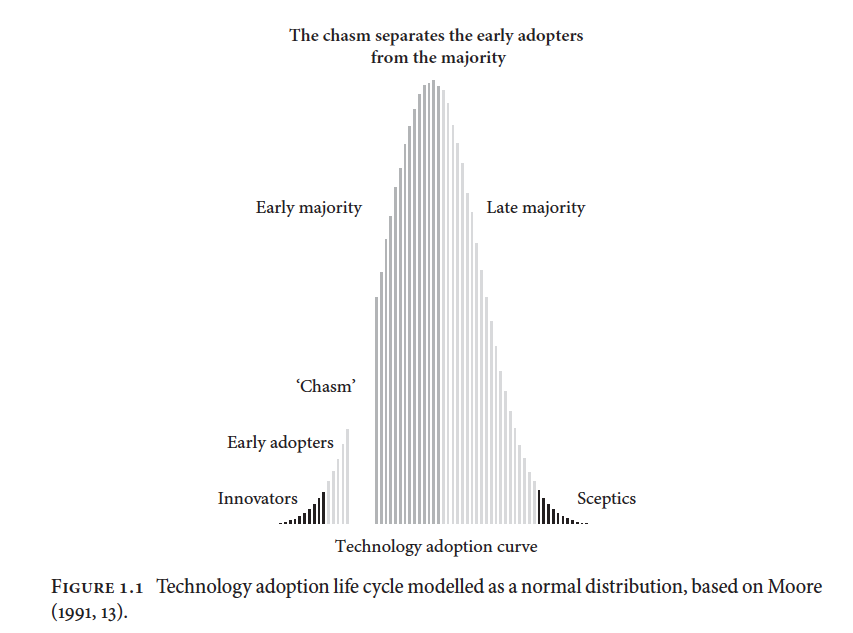 The chasm separates the early adopters
from the majority
Early majority
Late majority
‘Chasm’
Early adopters
Innovators
Sceptics
Technology adoption curve
FIGURE 1.1 Technology adoption life cycle modelled as a normal distribution, based on Moore
(1991, 13).